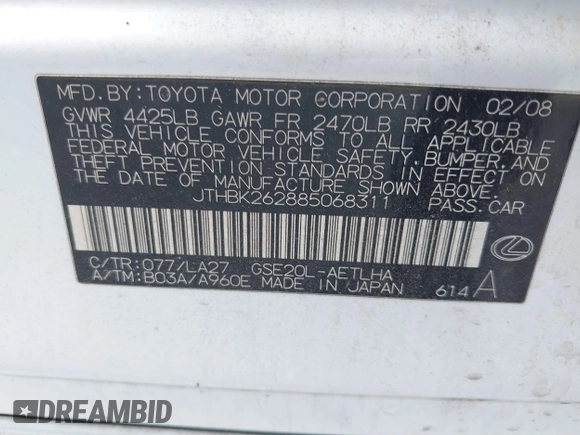 MFD. BY: TOYOTA MOTOR CORPORATION 02/08
GVWR 4425LB GAWR FR 2470LB RR 2430LB
THIS VEHICLE CONFORMS TO ALL APPLICABLE
FEDERAL MOTOR VEHICLE SAFETY, BUMPER, AND
THEFT PREVENTION STANDARDS IN EFFECT ON
THE DATE OF MANUFACTURE SHOWN ABOVE.
JTHBK262885068311 PASS. CAR
C/TR: 077/LA27 GSE20L-AETLHA
A/TM: B03A/A960E MADE IN JAPAN 614A
DREAMBID